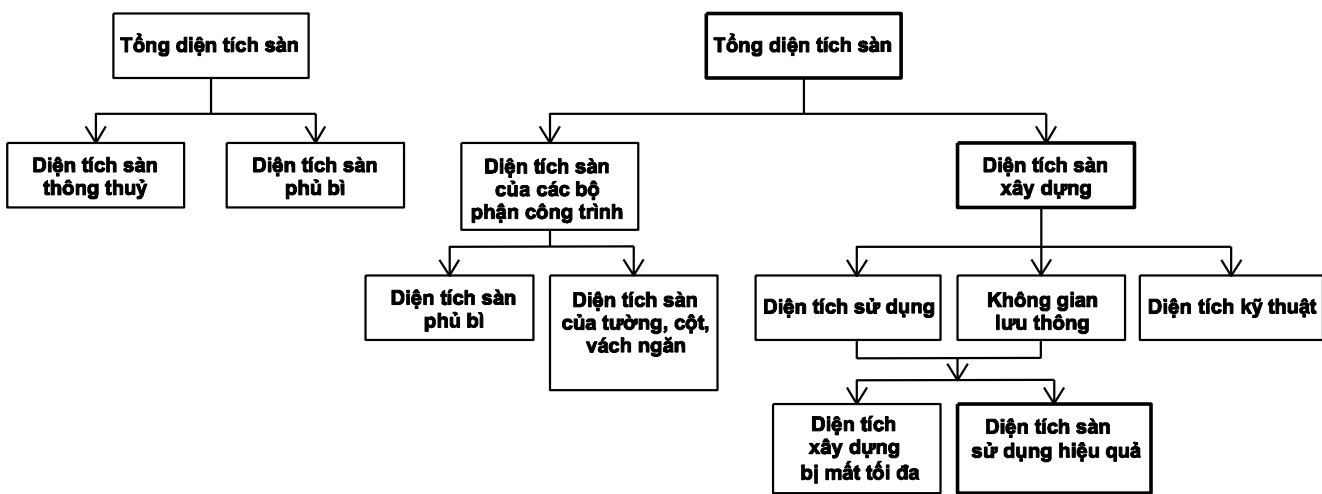 Tổng diện tích sàn
Diện tích sàn
thông thuỷ
Diện tích sàn
phủ bì
Tổng diện tích sàn
Diện tích sàn
của các bộ
phận công trình
Diện tích sàn
xây dựng
Diện tích sàn
phủ bì
Diện tích sàn
của tường, cột,
vách ngăn
Diện tích sử dụng
Không gian
lưu thông
Diện tích kỹ thuật
Diện tích
xây dựng
bị mất tối đa
Diện tích sàn
sử dụng hiệu quả